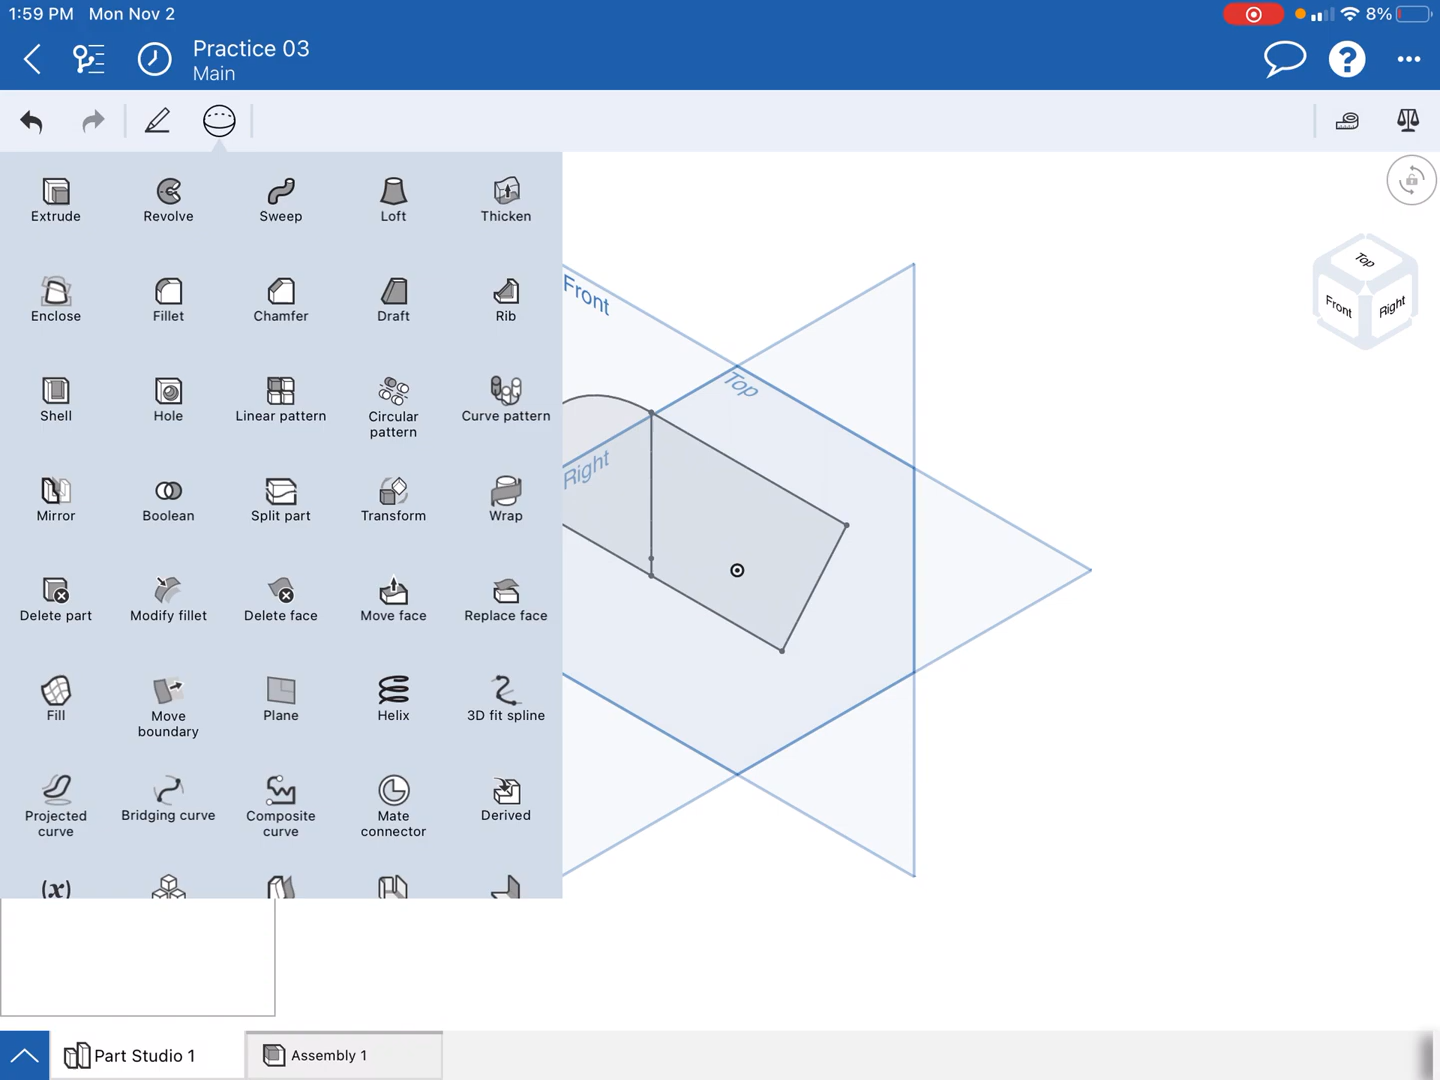 1:59 PM Mon Nov 2
8%
Practice 03
Main
Extrude
Revolve
Sweep
Loft
Thicken
Enclose
Fillet
Chamfer
Draft
Rib
Shell
Hole
Linear pattern
Circular
pattern
Curve pattern
Mirror
Boolean
Split part
Transform
Wrap
Delete part
Modify fillet
Delete face
Move face
Replace face
Fill
Move
boundary
Plane
Helix
3D fit spline
Projected
curve
Bridging curve
Composite
curve
Mate
connector
Derived
(x)
Front
Top
Right
Top
Front
Right
Part Studio 1
Assembly 1